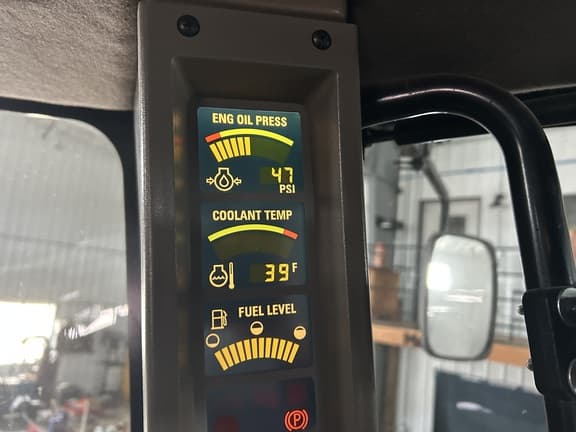 ENG OIL PRESS
47
PSI
COOLANT TEMP
39 F
FUEL LEVEL
P